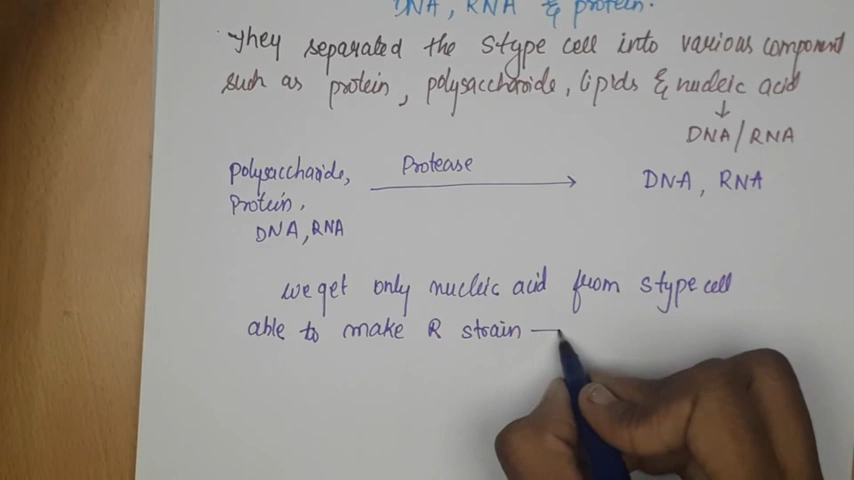 DNA, RNA & protein.
They separated the stype cell into various component
such as protein, polysaccharide, lipids & nucleic acid
↓
DNA/RNA
Polysaccharide, Protease → DNA, RNA
Protein,
DNA, RNA
we get only nucleic acid from stype cell
able to make R strain —